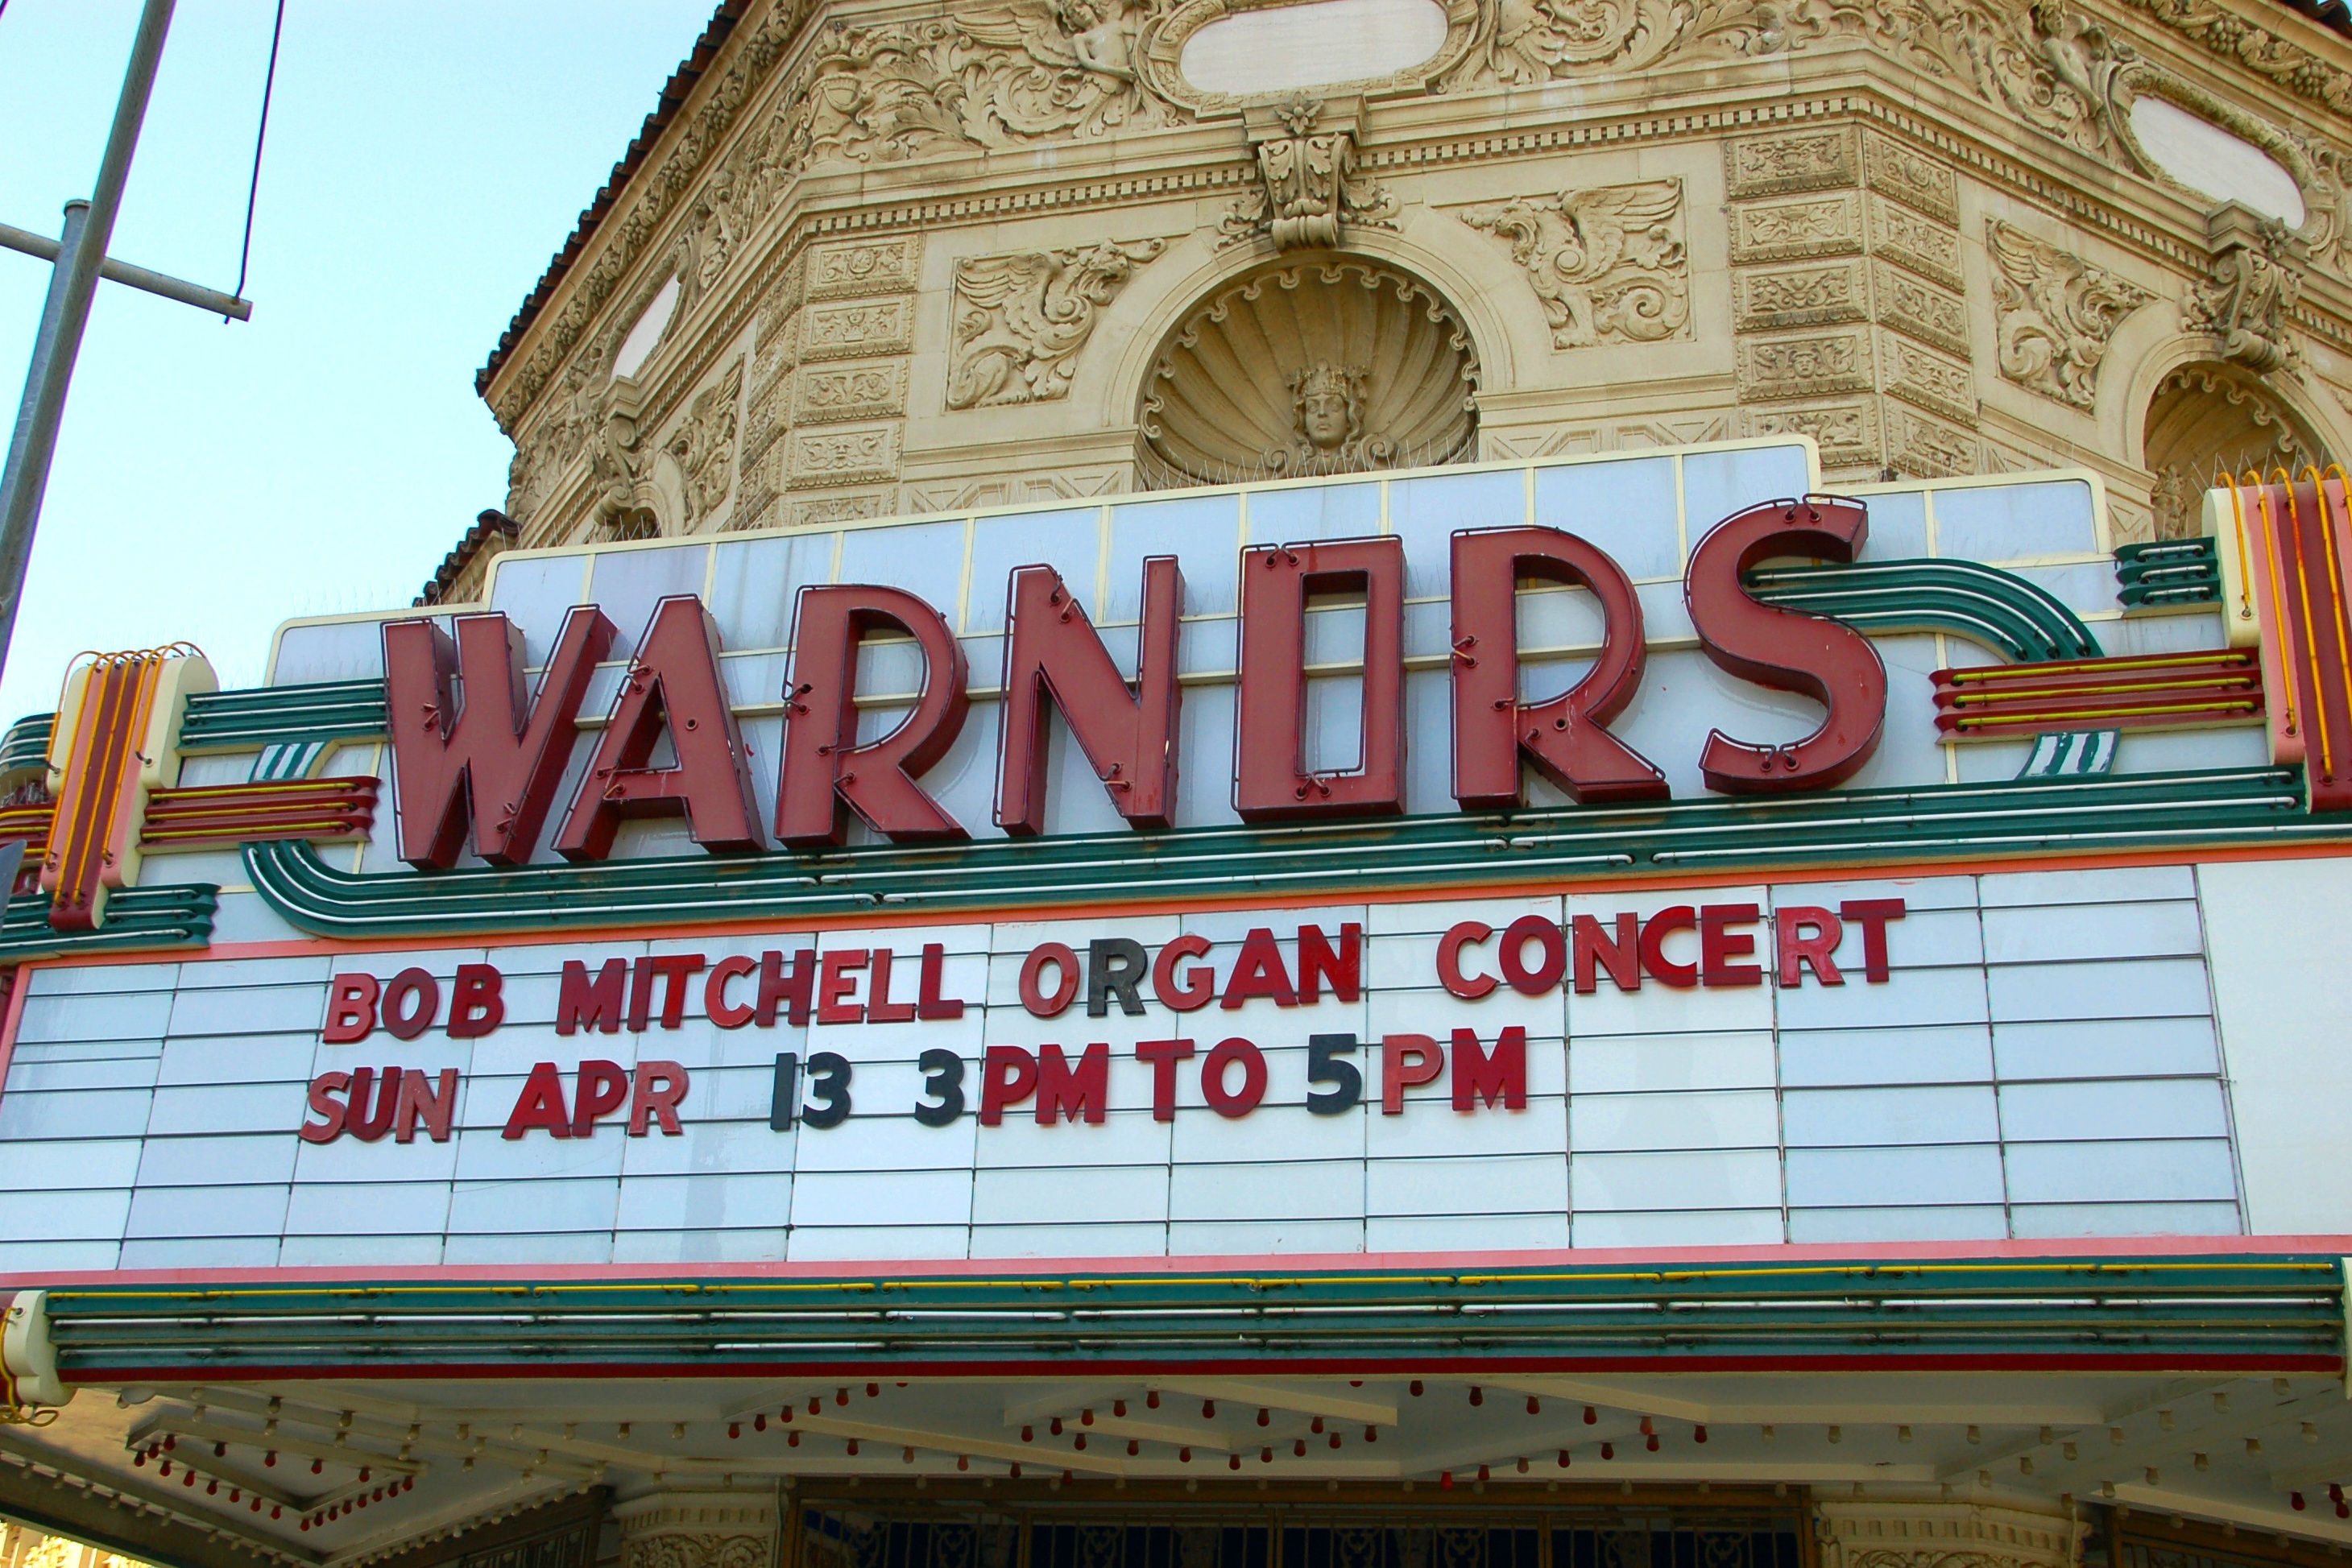 WARNORS
BOB MITCHELL ORGAN CONCERT
SUN APR 13 3PM TO 5PM